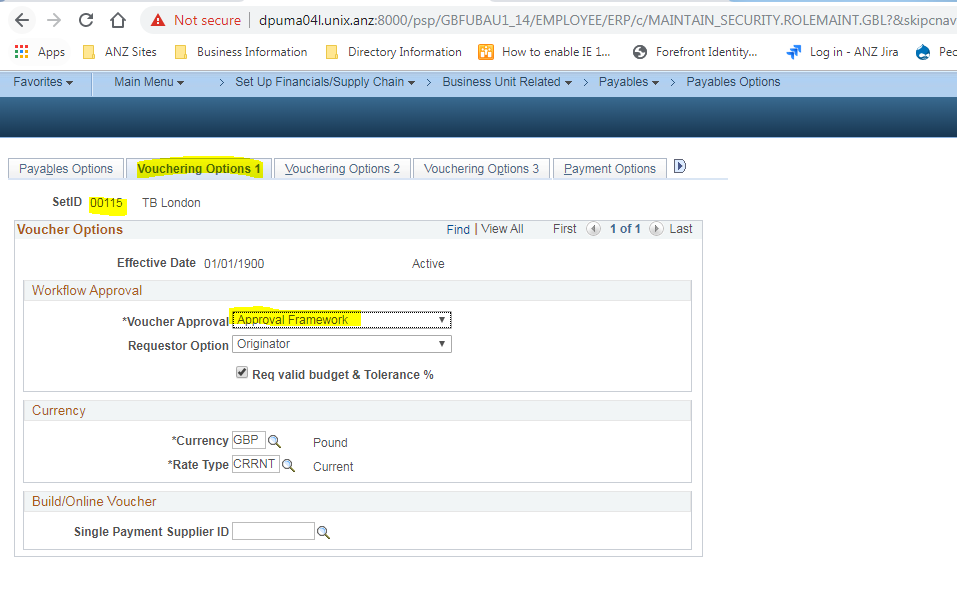 Not secure | dpuma04l.unix.anz:8000/psp/GBFUBAU1_14/EMPLOYEE/ERP/c/MAINTAIN_SECURITY.ROLEMAINT.GBL?&skipcnav
Apps ANZ Sites Business Information Directory Information How to enable IE 1... Forefront Identity,... Log in - ANZ Jira Peo
Favorites Main Menu > Set Up Financials/Supply Chain > Business Unit Related > Payables > Payables Options
Payables Options Vouchering Options 1 Vouchering Options 2 Vouchering Options 3 Payment Options
SetID 00115 TB London
Voucher Options Find | View All First 1 of 1 Last
Effective Date 01/01/1900 Active
Workflow Approval
*Voucher Approval Approval Framework
Requestor Option Originator
Req valid budget & Tolerance %
Currency
*Currency GBP Pound
*Rate Type CRRNT Current
Build/Online Voucher
Single Payment Supplier ID